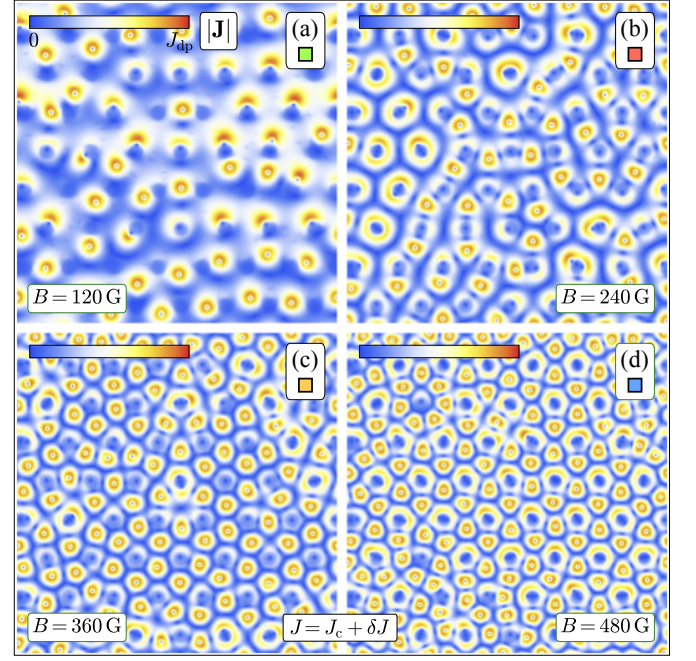 |J|
(a)
0
J_dp
(b)
B = 120 G
B = 240 G
(c)
(d)
B = 360 G
J = J_c + δJ
B = 480 G